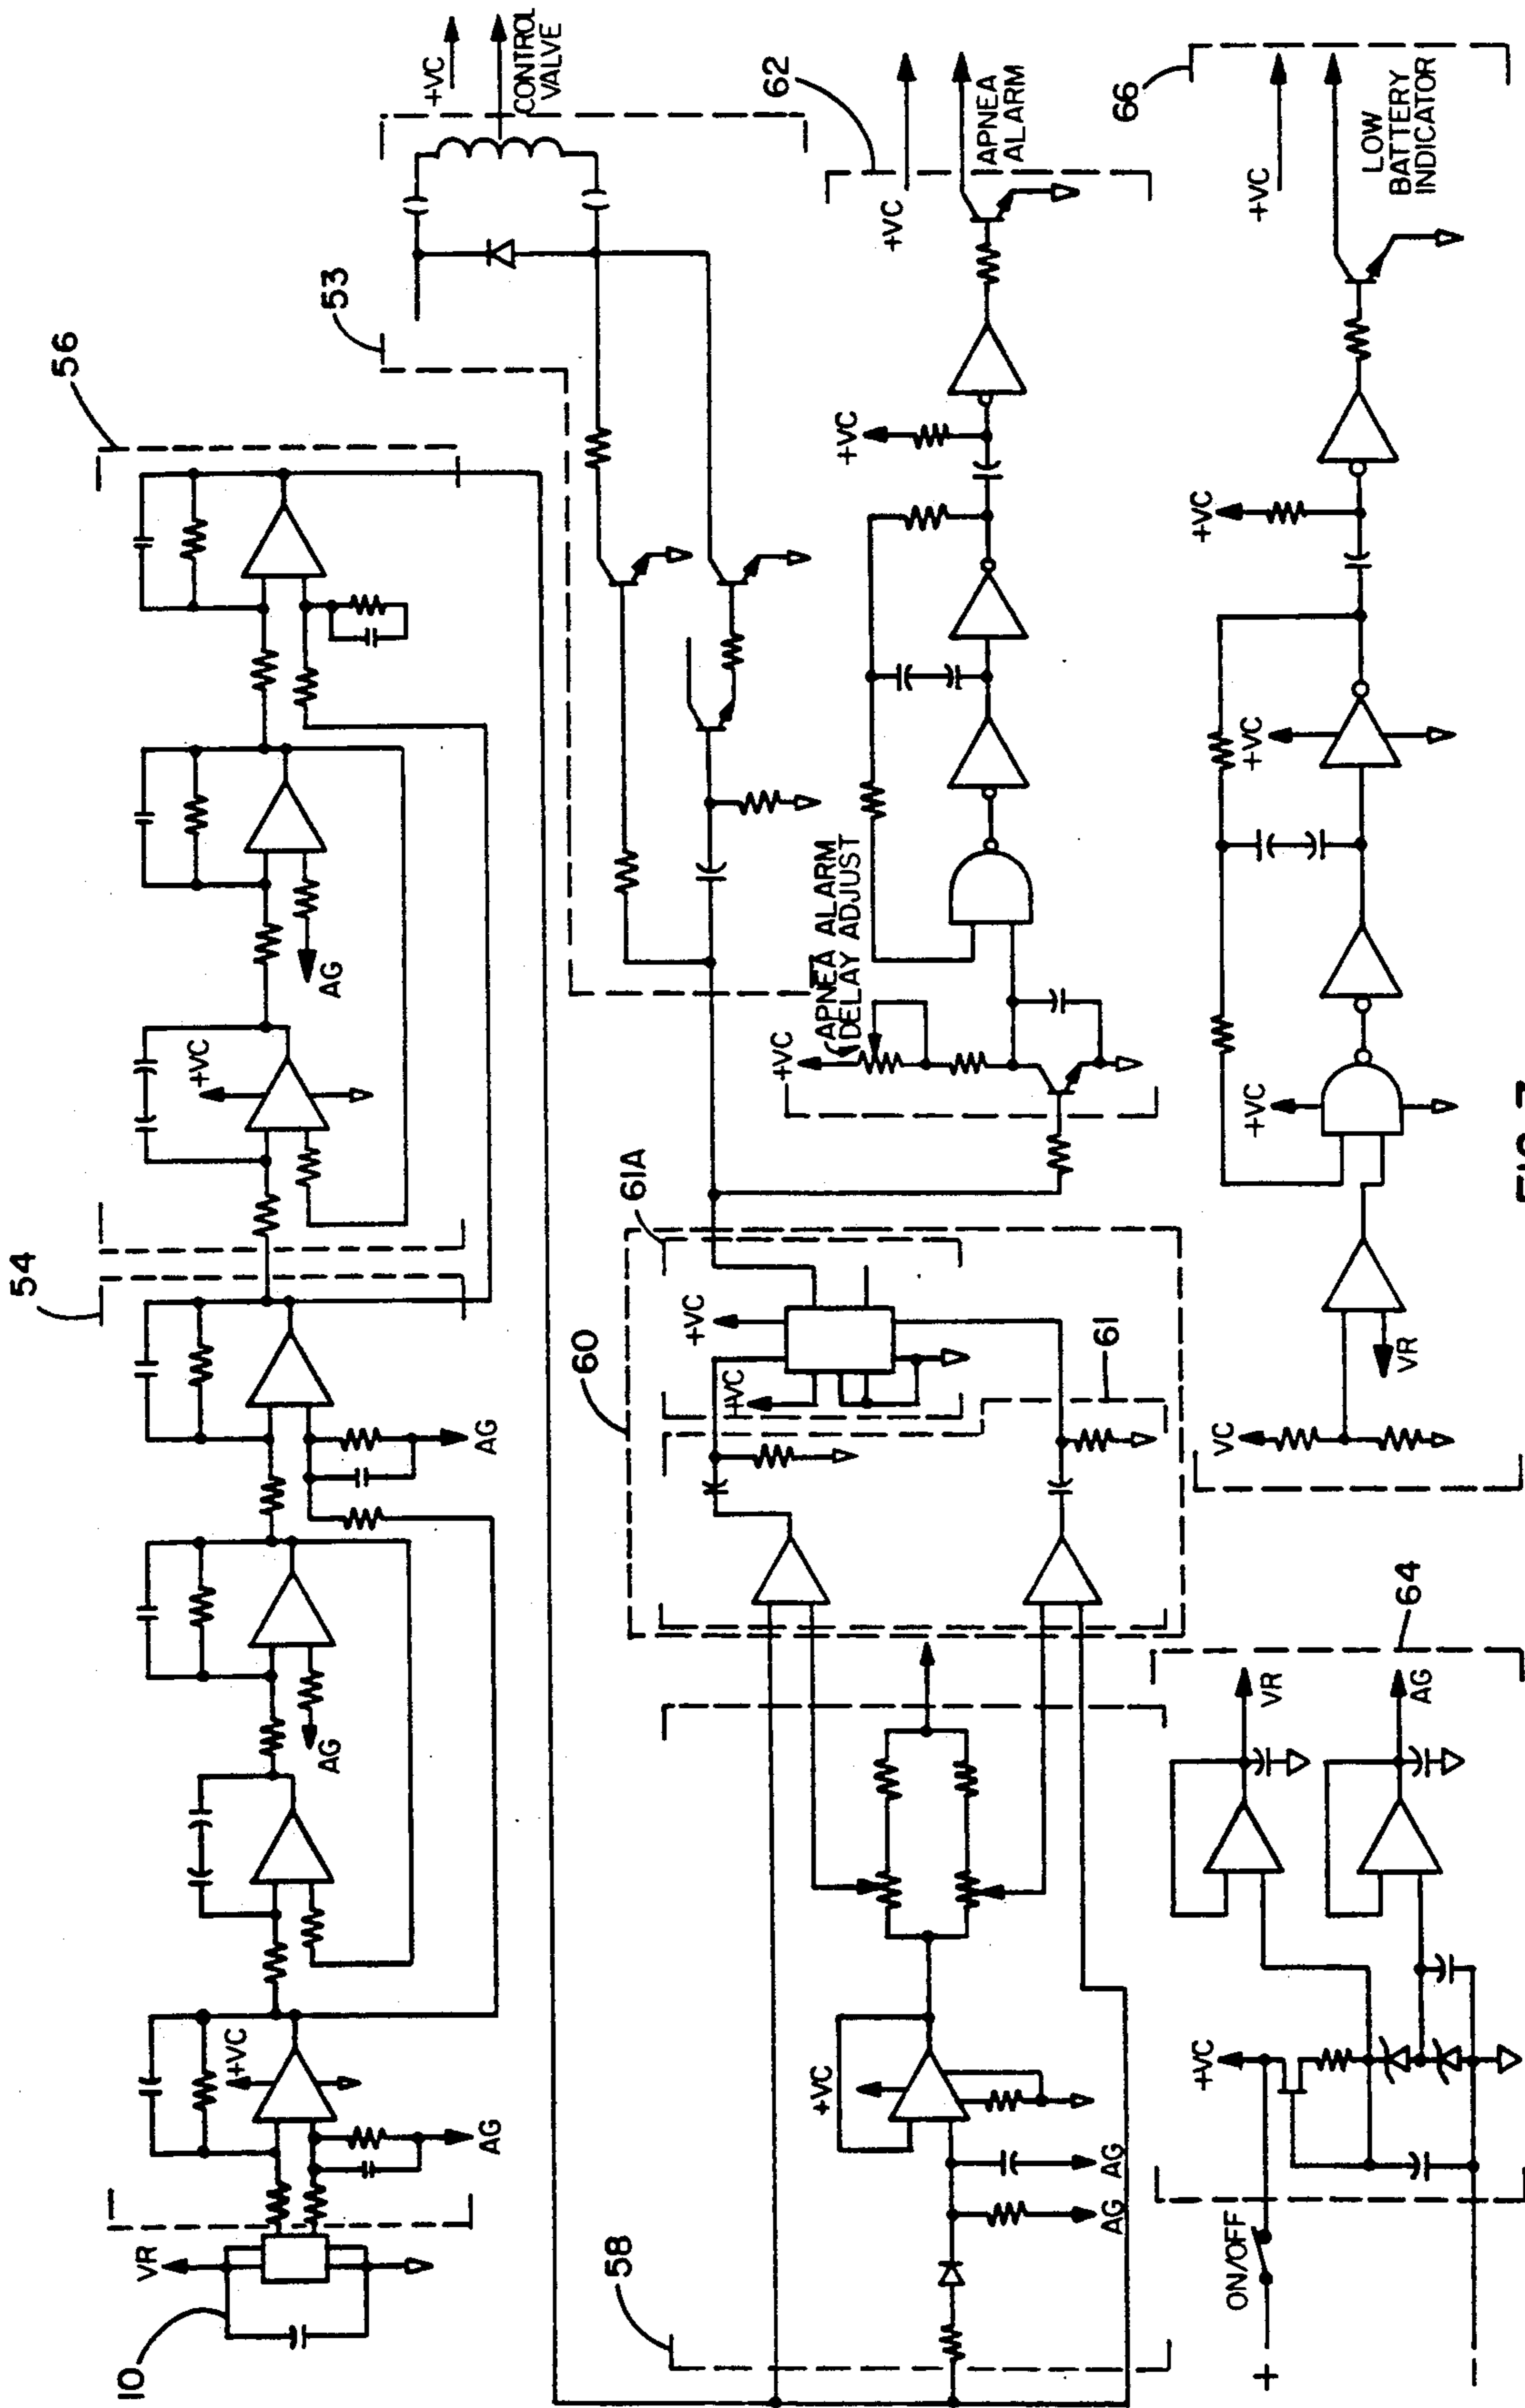 10
VR
+VC
AG
AG
AG
54
+VC
AG
56
53
+VC
CONTROL
VALVE
58
+VC
AG
AG
60
61A
+VC
+VC
61
+VC
APNEA ALARM
DELAY ADJUST
+VC
62
+VC
APNEA
ALARM
ON/OFF
+
–
+VC
VR
AG
64
VC
VR
+VC
+VC
+VC
66
+VC
LOW
BATTERY
INDICATOR